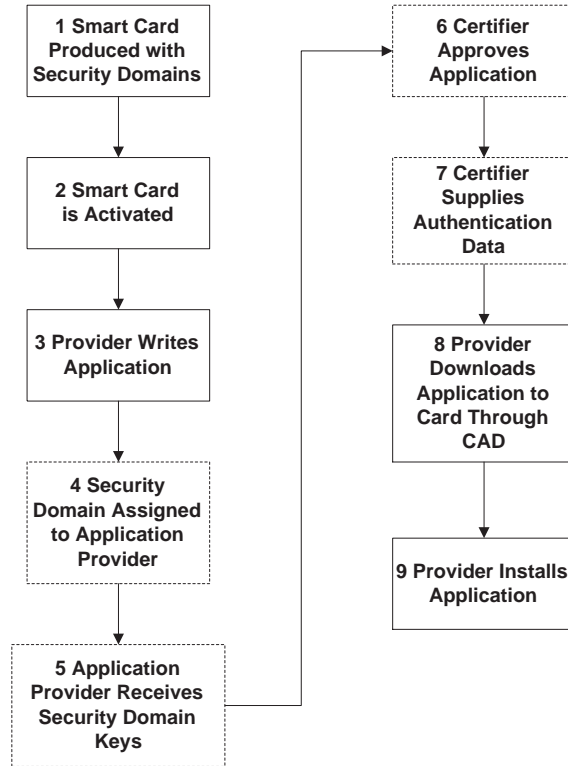 1 Smart Card
Produced with
Security Domains
2 Smart Card
is Activated
3 Provider Writes
Application
4 Security
Domain Assigned
to Application
Provider
5 Application
Provider Receives
Security Domain
Keys
6 Certifier
Approves
Application
7 Certifier
Supplies
Authentication
Data
8 Provider
Downloads
Application to
Card Through
CAD
9 Provider Installs
Application